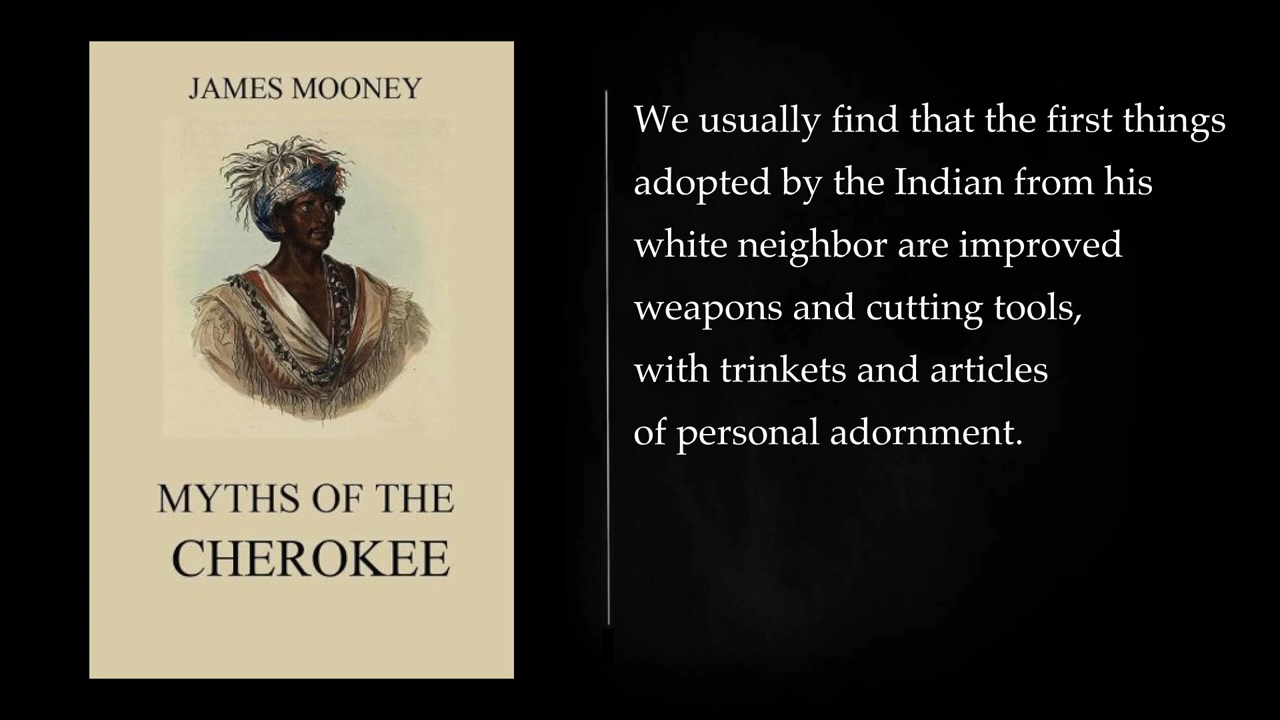 JAMES MOONEY
MYTHS OF THE
CHEROKEE
We usually find that the first things
adopted by the Indian from his
white neighbor are improved
weapons and cutting tools,
with trinkets and articles
of personal adornment.